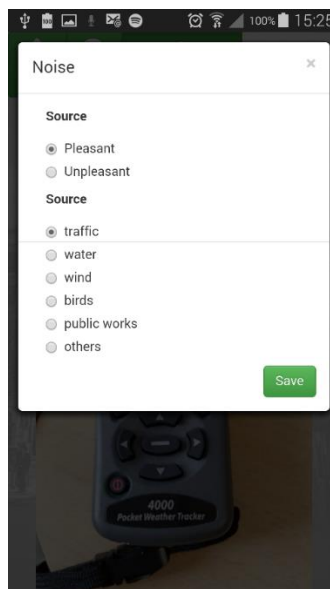 100% 15:25
Noise ×
Source
Pleasant
Unpleasant
Source
traffic
water
wind
birds
public works
others
Save
4000
Pocket Weather Tracker